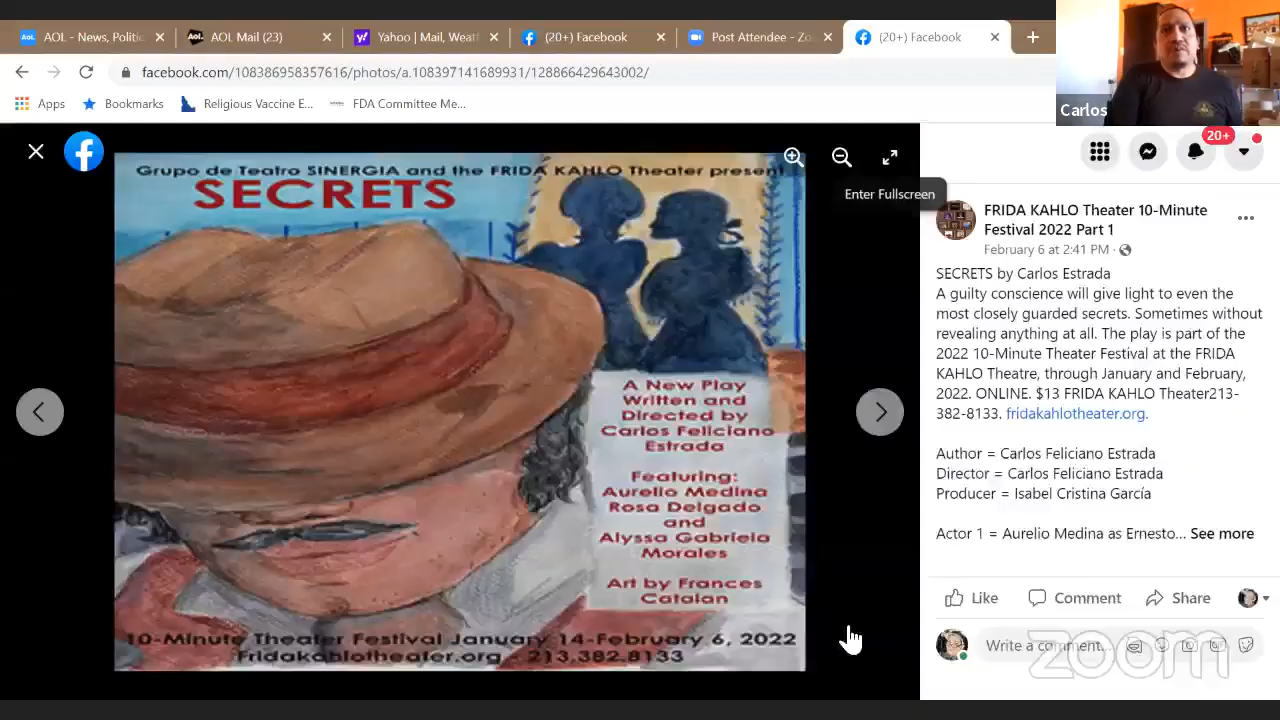 AOL - News, Politic
AOL Mail (23)
Yahoo | Mail, Weat
(20+) Facebook
Post Attendee - Zo
(20+) Facebook
facebook.com/108386958357616/photos/a.108397141689931/128866429643002/
Apps
Bookmarks
Religious Vaccine E...
FDA Committee Me...
Carlos
20+
Enter Fullscreen
Grupo de Teatro SINERGIA and the FRIDA KAHLO Theater present
SECRETS
A New Play
Written and
Directed by
Carlos Feliciano
Estrada
Featuring:
Aurelio Medina
Rosa Delgado
and
Alyssa Gabriela
Morales
Art by Frances
Catalan
10-Minute Theater Festival January 14-February 6, 2022
Fridakahlotheater.org - 213.382.8133
FRIDA KAHLO Theater 10-Minute
Festival 2022 Part 1
February 6 at 2:41 PM ·
SECRETS by Carlos Estrada
A guilty conscience will give light to even the
most closely guarded secrets. Sometimes without
revealing anything at all. The play is part of the
2022 10-Minute Theater Festival at the FRIDA
KAHLO Theatre, through January and February,
2022. ONLINE. $13 FRIDA KAHLO Theater213-
382-8133. fridakahlotheater.org.
Author = Carlos Feliciano Estrada
Director = Carlos Feliciano Estrada
Producer = Isabel Cristina García
Actor 1 = Aurelio Medina as Ernesto... See more
Like
Comment
Share
Write a comment...
zoom